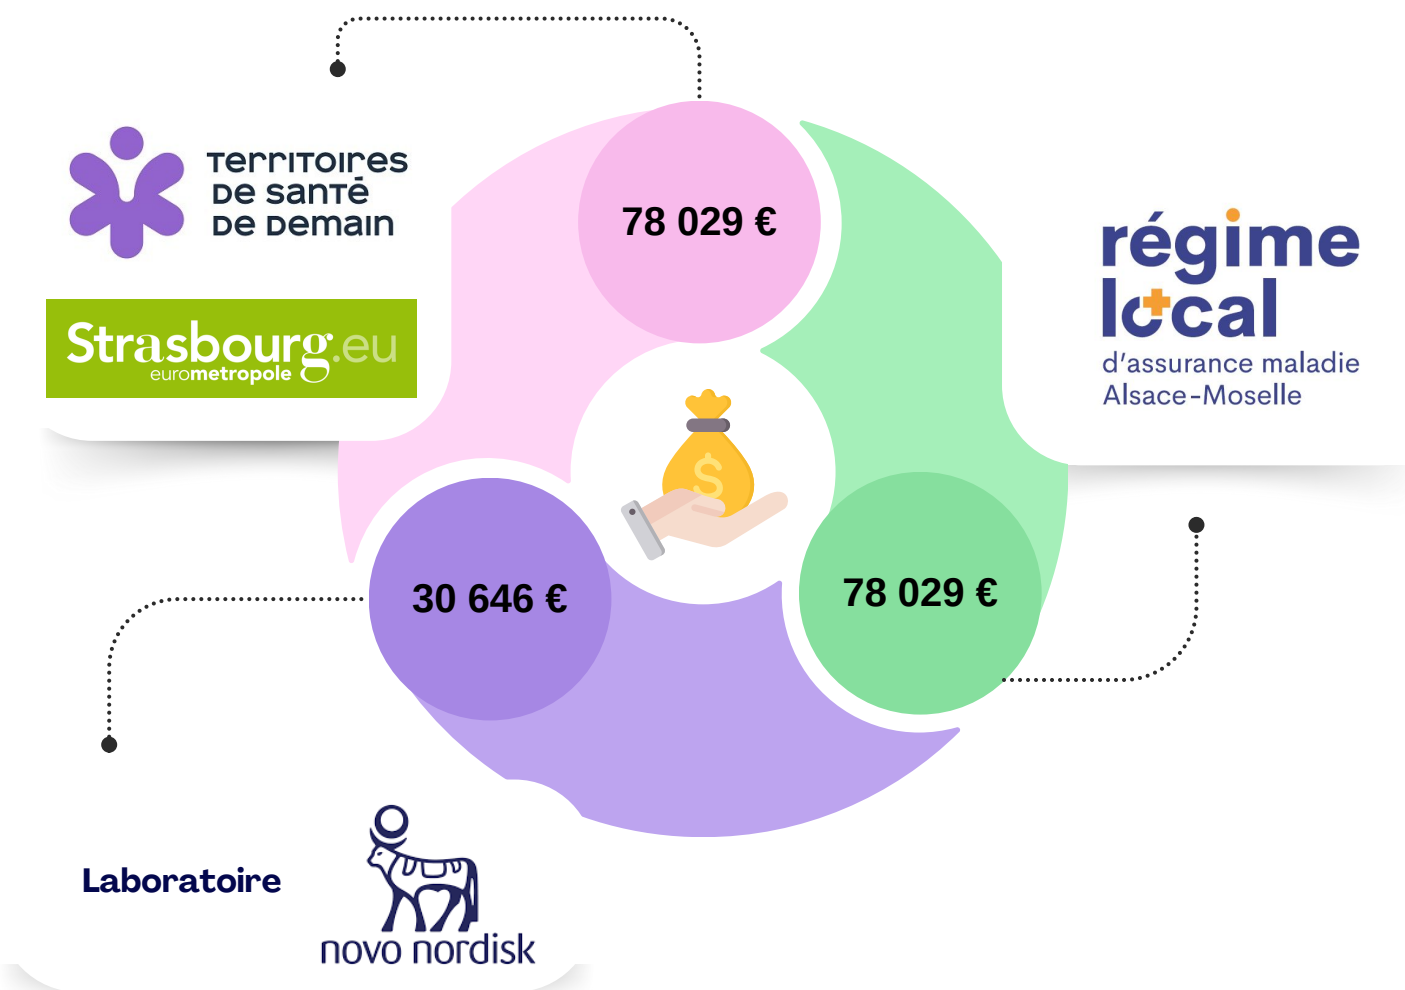 78 029 €
Territoires
de santé
de demain
Strasbourg.eu
eurometropole
régime
local
d'assurance maladie
Alsace-Moselle
$
30 646 €
78 029 €
Laboratoire
novo nordisk